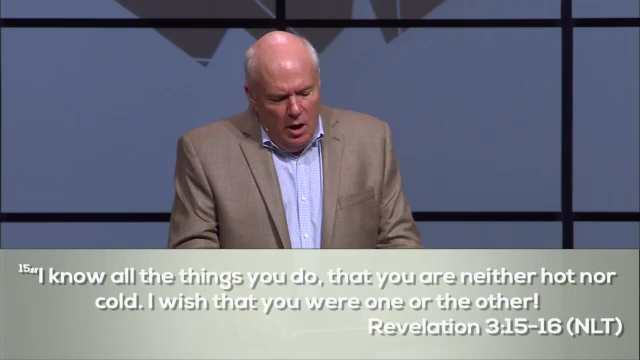 15“I know all the things you do, that you are neither hot nor
cold. I wish that you were one or the other!
Revelation 3:15-16 (NLT)